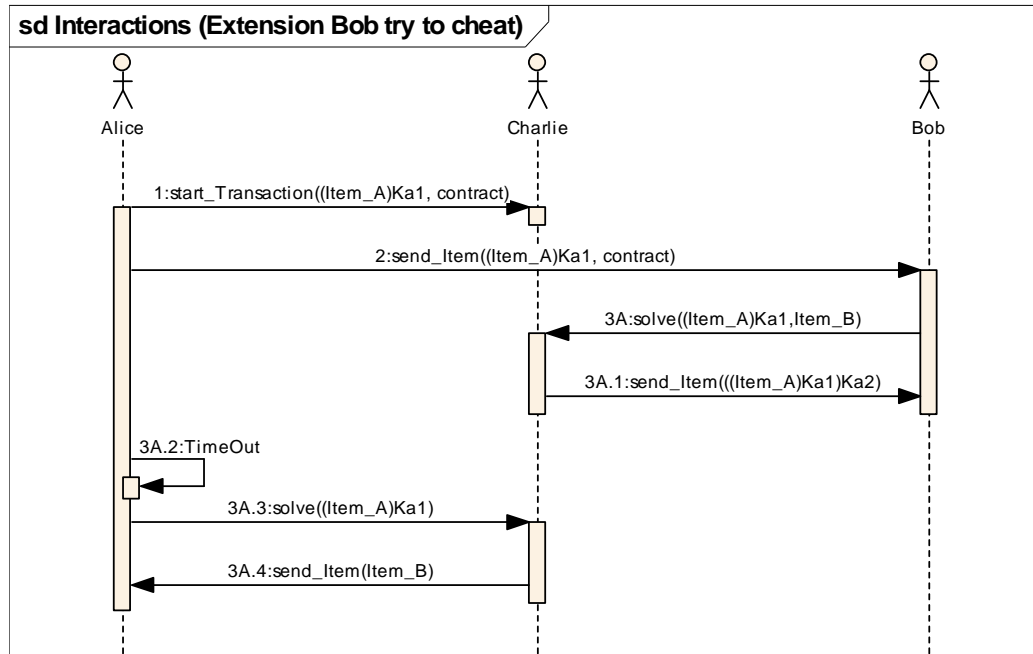 sd Interactions (Extension Bob try to cheat)
Alice
Charlie
Bob
1:start_Transaction((Item_A)Ka1, contract)
2:send_Item((Item_A)Ka1, contract)
3A:solve((Item_A)Ka1,Item_B)
3A.1:send_Item(((Item_A)Ka1)Ka2)
3A.2:TimeOut
3A.3:solve((Item_A)Ka1)
3A.4:send_Item(Item_B)